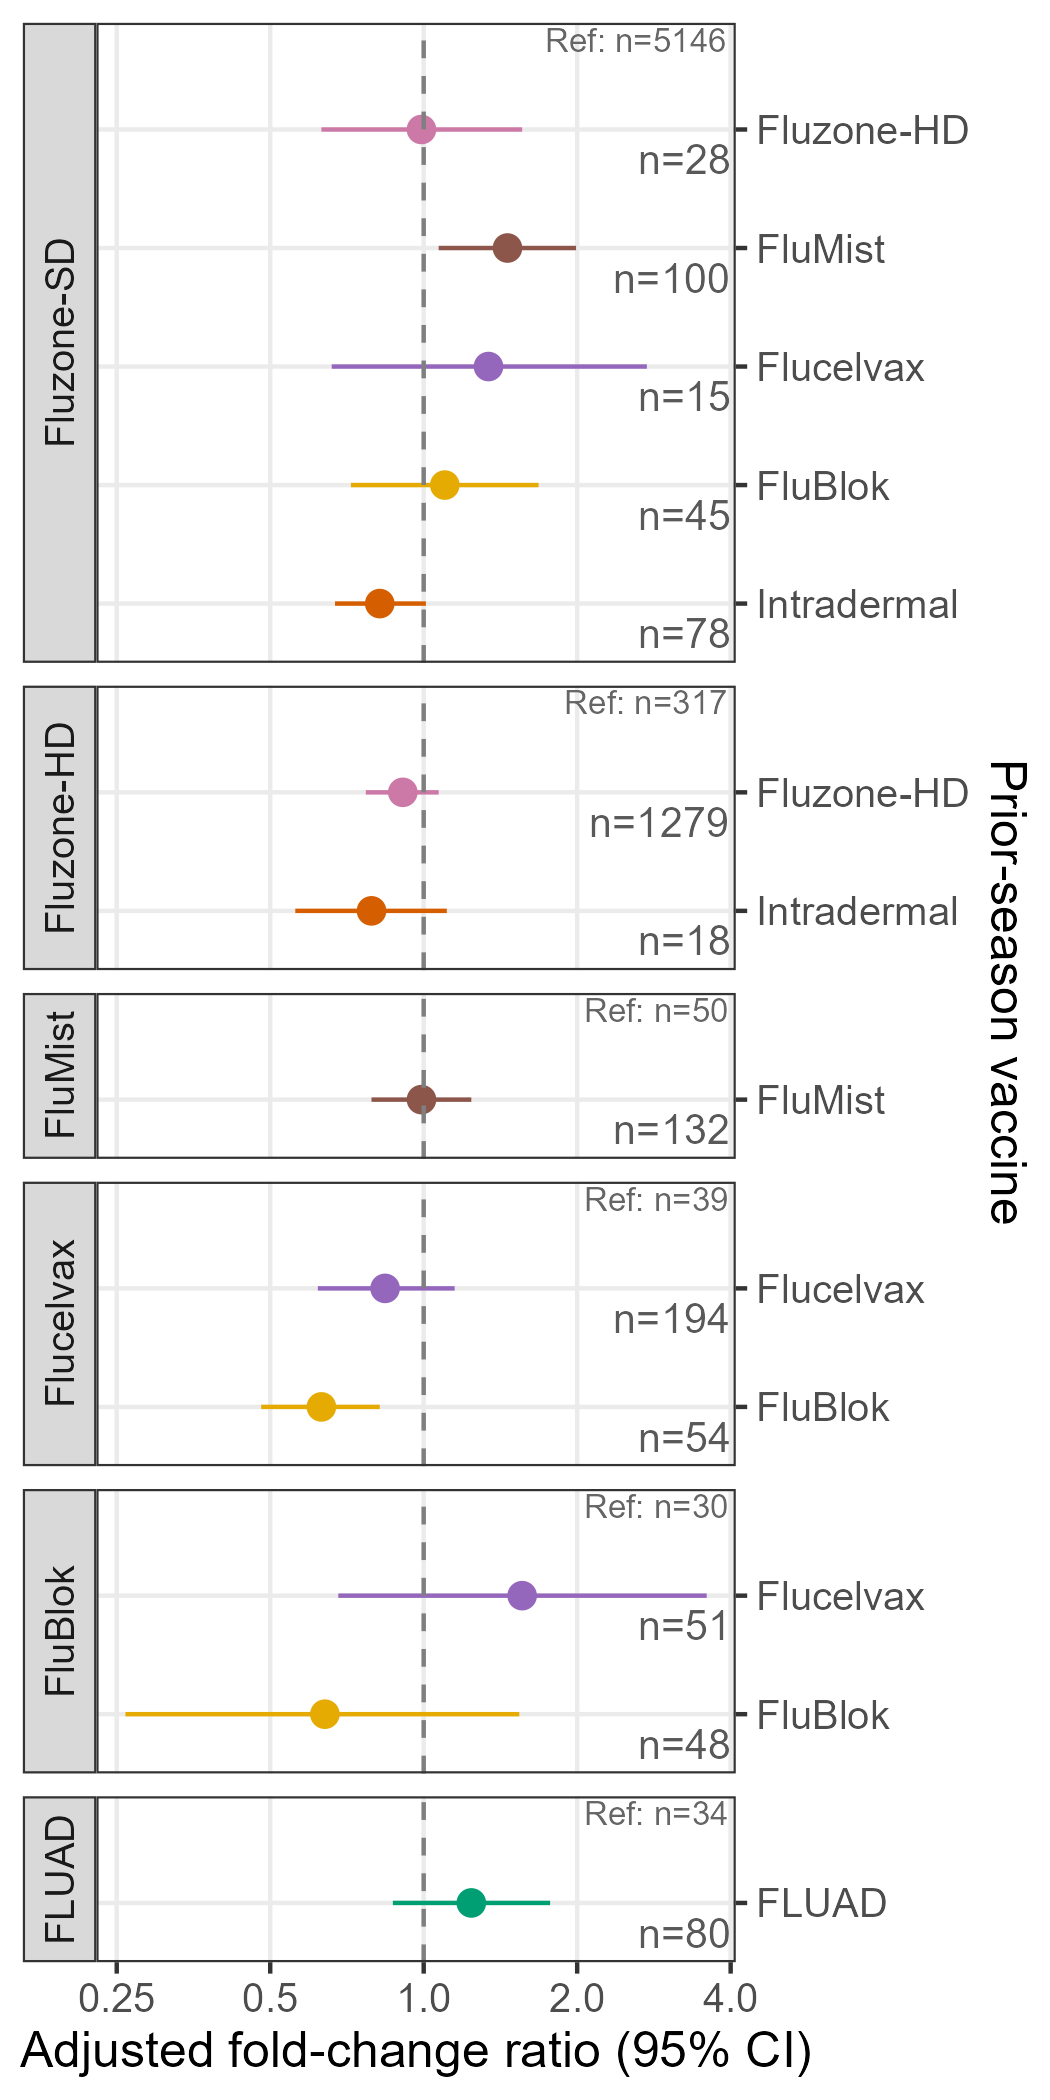 Fluzone-SD
Ref: n=5146
Fluzone-HD
n=28
FluMist
n=100
Flucelvax
n=15
FluBlok
n=45
Intradermal
n=78
Fluzone-HD
Ref: n=317
Fluzone-HD
n=1279
Intradermal
n=18
FluMist
Ref: n=50
FluMist
n=132
Flucelvax
Ref: n=39
Flucelvax
n=194
FluBlok
n=54
FluBlok
Ref: n=30
Flucelvax
n=51
FluBlok
n=48
FLUAD
Ref: n=34
FLUAD
n=80
0.25 0.5 1.0 2.0 4.0
Adjusted fold-change ratio (95% CI)
Prior-season vaccine